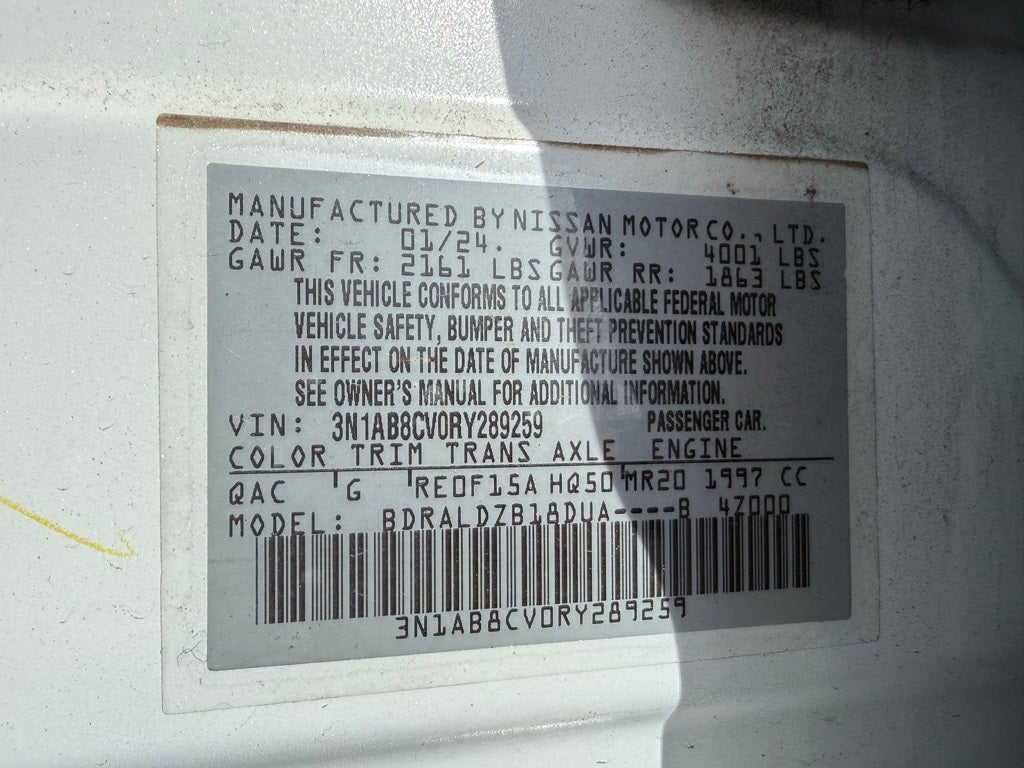 MANUFACTURED BY NISSAN MOTOR CO., LTD.
DATE: 01/24. GVWR: 4001 LBS
GAWR FR: 2161 LBS GAWR RR: 1863 LBS
THIS VEHICLE CONFORMS TO ALL APPLICABLE FEDERAL MOTOR
VEHICLE SAFETY, BUMPER AND THEFT PREVENTION STANDARDS
IN EFFECT ON THE DATE OF MANUFACTURE SHOWN ABOVE.
SEE OWNER'S MANUAL FOR ADDITIONAL INFORMATION.
VIN: 3N1AB8CV0RY289259 PASSENGER CAR.
COLOR TRIM TRANS AXLE ENGINE
QAC G RE0F15A HQ50 MR20 1997 CC
MODEL: BDRALDZB18DUA----B 4Z000
3N1AB8CV0RY289259